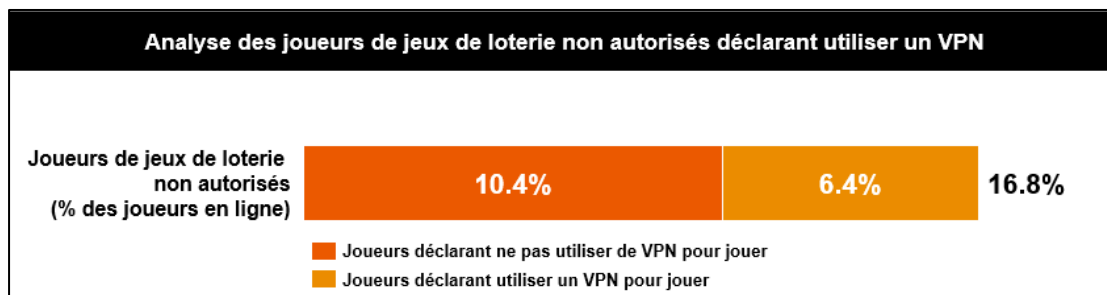 Analyse des joueurs de jeux de loterie non autorisés déclarant utiliser un VPN
Joueurs de jeux de loterie
non autorisés
(% des joueurs en ligne)
10.4%
6.4%
16.8%
Joueurs déclarant ne pas utiliser de VPN pour jouer
Joueurs déclarant utiliser un VPN pour jouer